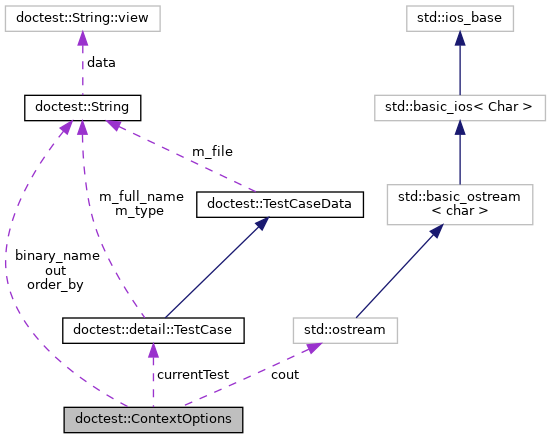 doctest::String::view
std::ios_base
data
doctest::String
std::basic_ios< Char >
m_file
m_full_name
m_type
doctest::TestCaseData
std::basic_ostream
< char >
binary_name
out
order_by
doctest::detail::TestCase
std::ostream
currentTest
cout
doctest::ContextOptions